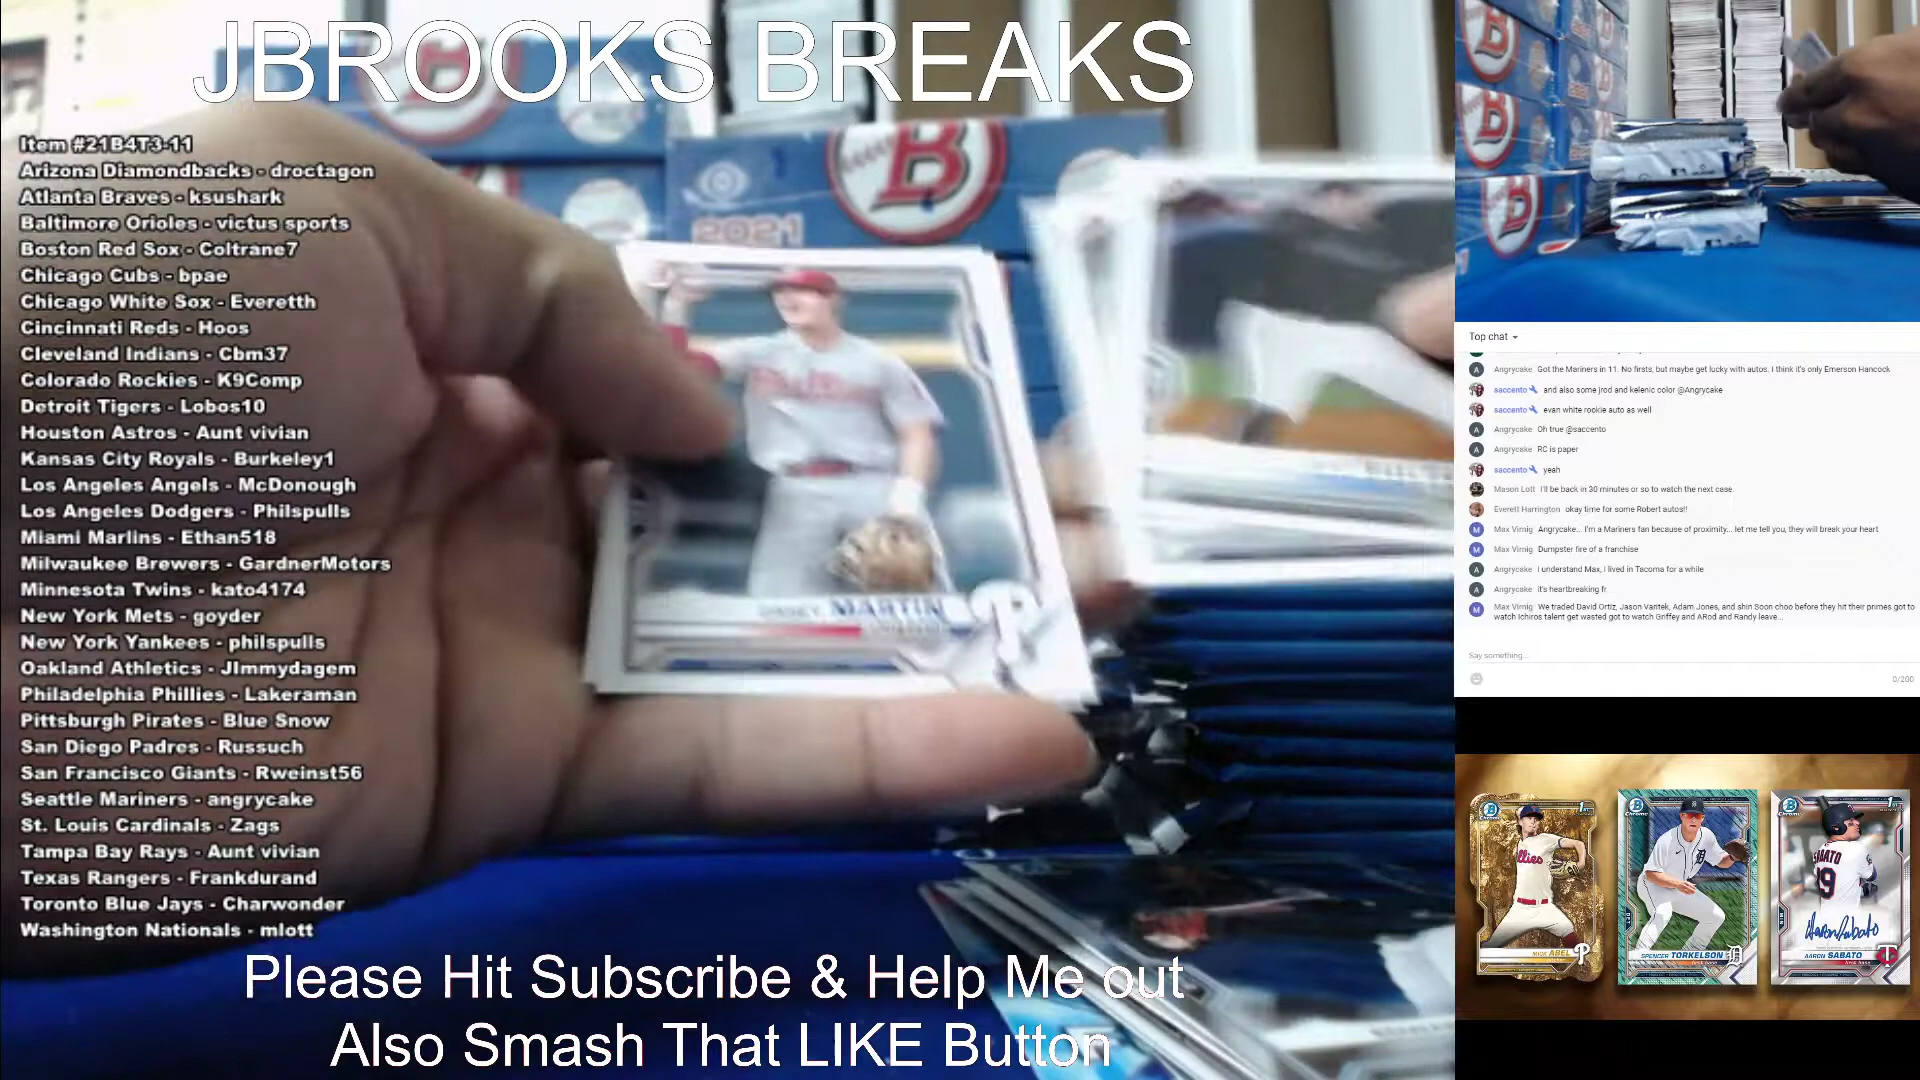 JBROOKS BREAKS
Item #21B4T3-11
Arizona Diamondbacks - droctagon
Atlanta Braves - ksushark
Baltimore Orioles - victus sports
Boston Red Sox - Coltrane7
Chicago Cubs - bpae
Chicago White Sox - Everetth
Cincinnati Reds - Hoos
Cleveland Indians - Cbm37
Colorado Rockies - K9Comp
Detroit Tigers - Lobos10
Houston Astros - Aunt vivian
Kansas City Royals - Burkeley1
Los Angeles Angels - McDonough
Los Angeles Dodgers - Philspulls
Miami Marlins - Ethan518
Milwaukee Brewers - GardnerMotors
Minnesota Twins - kato4174
New York Mets - goyder
New York Yankees - philspulls
Oakland Athletics - JImmydagem
Philadelphia Phillies - Lakeraman
Pittsburgh Pirates - Blue Snow
San Diego Padres - Russuch
San Francisco Giants - Rweinst56
Seattle Mariners - angrycake
St. Louis Cardinals - Zags
Tampa Bay Rays - Aunt vivian
Texas Rangers - Frankdurand
Toronto Blue Jays - Charwonder
Washington Nationals - mlott
Please Hit Subscribe & Help Me out
Also Smash That LIKE Button
B
2021
Phillies
MARTIN
Top chat
Angrycake Got the Mariners in 11. No firsts, but maybe get lucky with autos. I think it's only Emerson Hancock
saccento and also some jrod and kelenic color @Angrycake
saccento evan white rookie auto as well
Angrycake Oh true @saccento
Angrycake RC is paper
saccento yeah
Mason Lott I'll be back in 30 minutes or so to watch the next case.
Everett Harrington okay time for some Robert autos!!
Max Virnig Angrycake... I'm a Mariners fan because of proximity... let me tell you, they will break your heart
Max Virnig Dumpster fire of a franchise
Angrycake I understand Max, I lived in Tacoma for a while
Angrycake it's heartbreaking fr
Max Virnig We traded David Ortiz, Jason Varitek, Adam Jones, and shin Soon choo before they hit their primes got to
watch Ichiros talent get wasted got to watch Griffey and ARod and Randy leave...
Say something...
0/200
MICK ABEL
SPENCER TORKELSON
SABATO
19
AARON SABATO